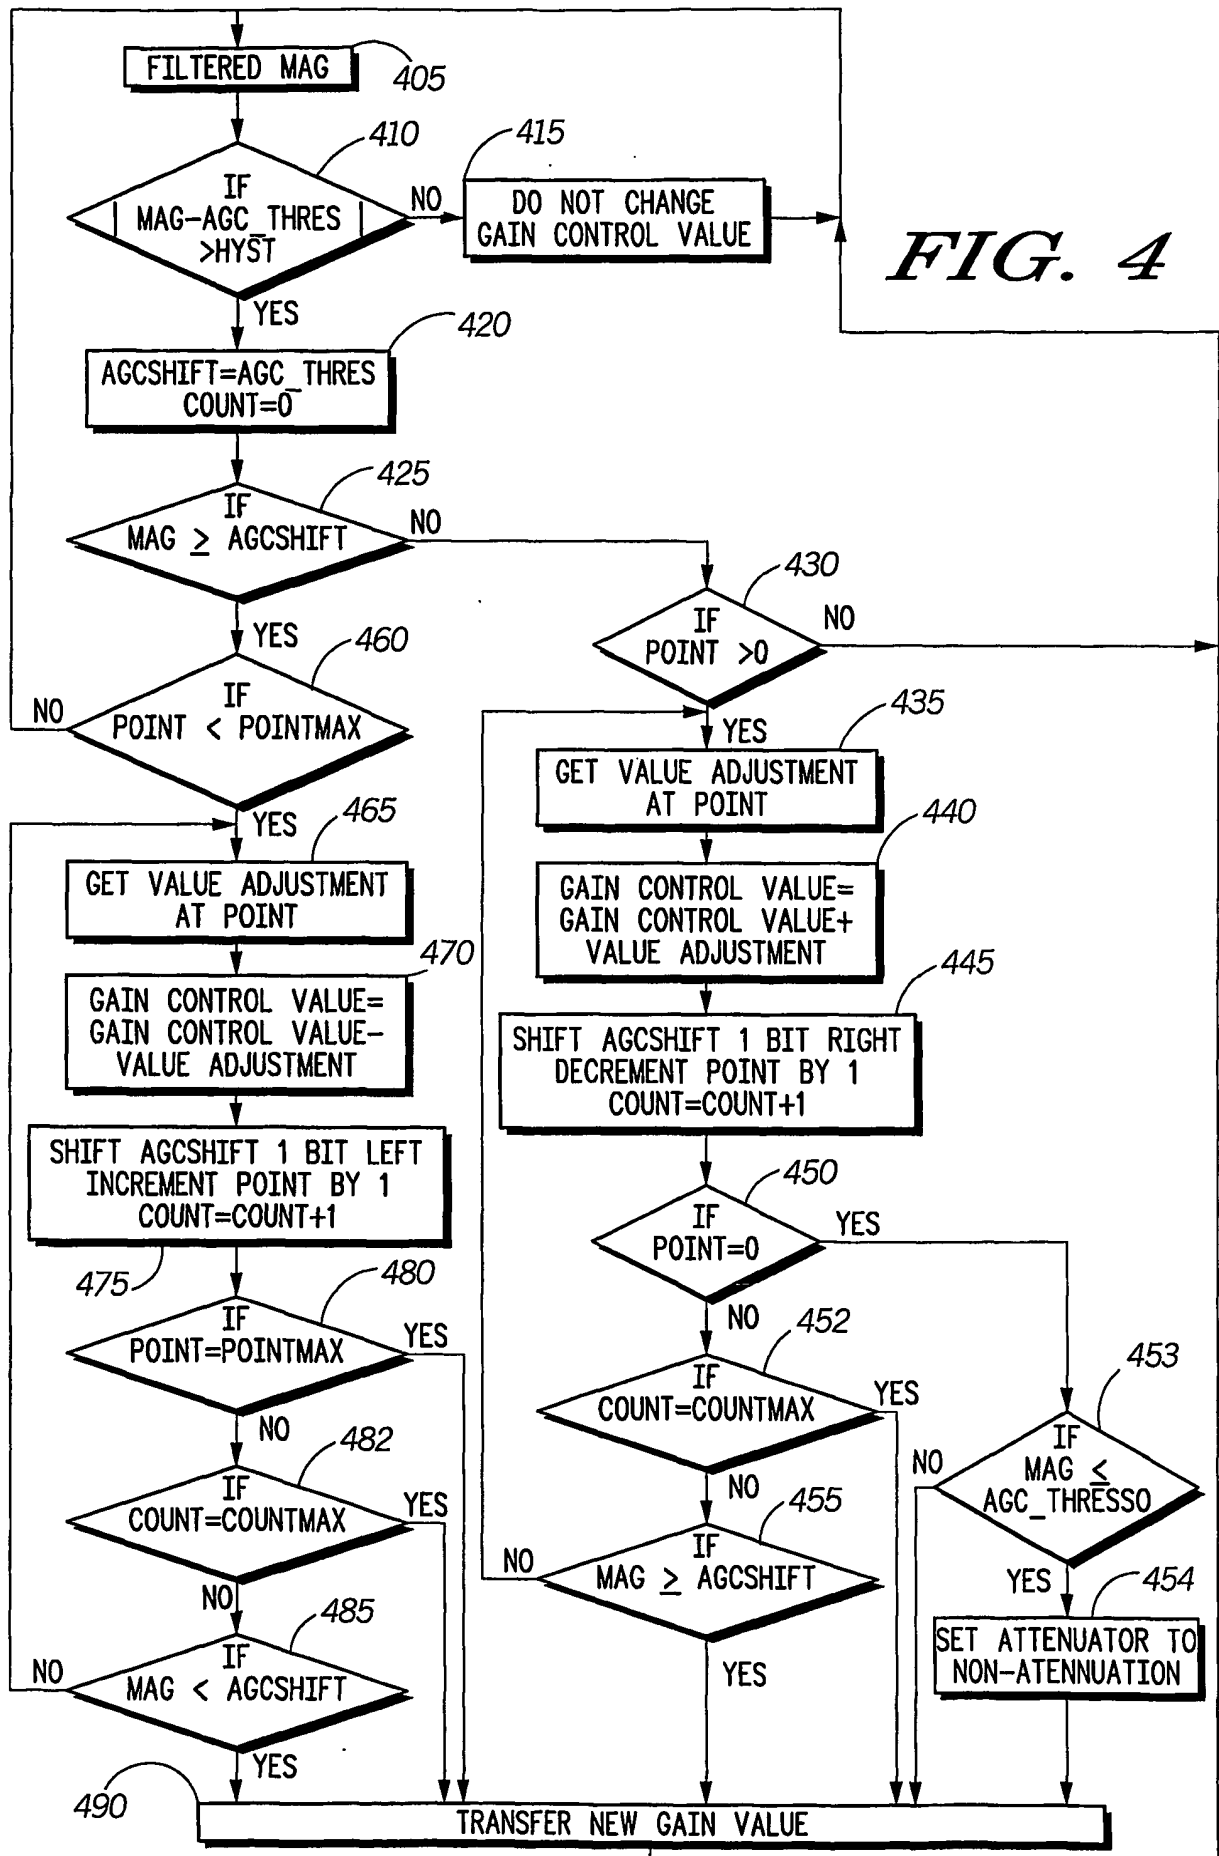 FILTERED MAG
405
410
IF
| MAG-AGC_THRES |
>HYST
NO
415
DO NOT CHANGE
GAIN CONTROL VALUE
FIG. 4
YES
420
AGCSHIFT=AGC_THRES
COUNT=0
425
IF
MAG ≥ AGCSHIFT
NO
YES
430
IF
POINT >0
NO
460
IF
POINT < POINTMAX
NO
YES
YES
435
GET VALUE ADJUSTMENT
AT POINT
465
GET VALUE ADJUSTMENT
AT POINT
440
GAIN CONTROL VALUE=
GAIN CONTROL VALUE+
VALUE ADJUSTMENT
470
GAIN CONTROL VALUE=
GAIN CONTROL VALUE-
VALUE ADJUSTMENT
445
SHIFT AGCSHIFT 1 BIT RIGHT
DECREMENT POINT BY 1
COUNT=COUNT+1
SHIFT AGCSHIFT 1 BIT LEFT
INCREMENT POINT BY 1
COUNT=COUNT+1
475
450
IF
POINT=0
YES
NO
480
IF
POINT=POINTMAX
YES
NO
452
IF
COUNT=COUNTMAX
YES
NO
453
IF
MAG ≤
AGC_THRESSO
NO
YES
482
IF
COUNT=COUNTMAX
YES
NO
455
IF
MAG ≥ AGCSHIFT
NO
YES
454
SET ATTENUATOR TO
NON-ATENNUATION
485
IF
MAG < AGCSHIFT
NO
YES
490
TRANSFER NEW GAIN VALUE